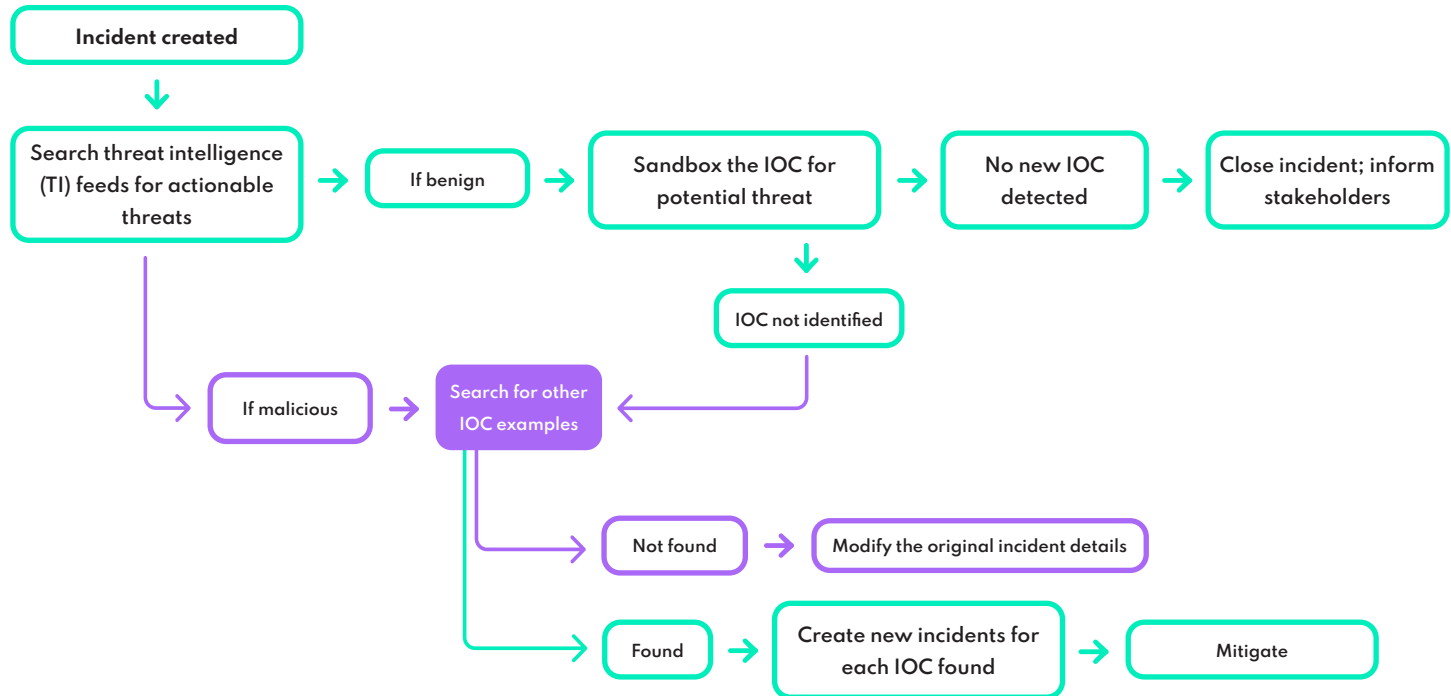 Incident created
Search threat intelligence
(TI) feeds for actionable
threats
If benign
Sandbox the IOC for
potential threat
No new IOC
detected
Close incident; inform
stakeholders
IOC not identified
If malicious
Search for other
IOC examples
Not found
Modify the original incident details
Found
Create new incidents for
each IOC found
Mitigate